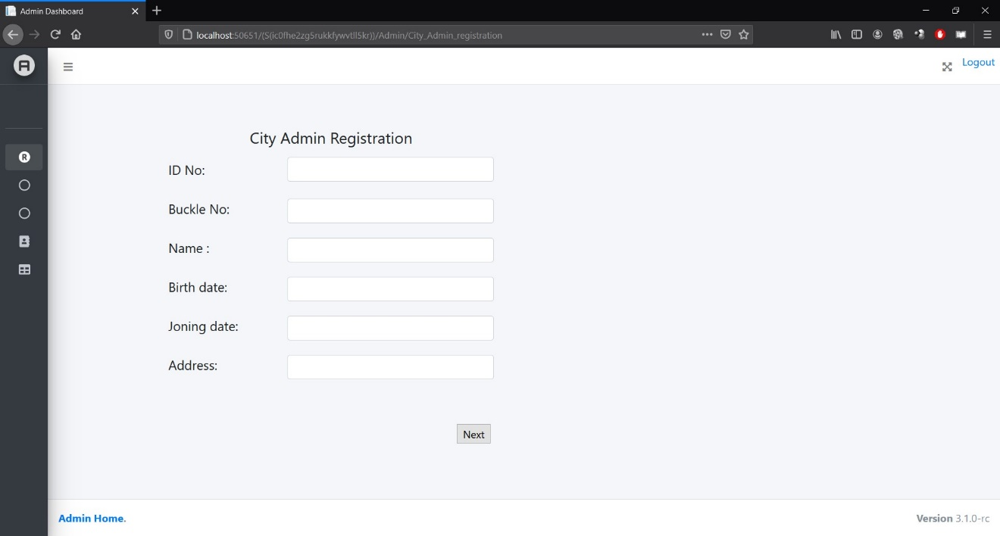 Admin Dashboard
localhost:50651/(S(ic0fhe2zg5rukkfywvtll5kr))/Admin/City_Admin_registration
A
Logout
City Admin Registration
ID No:
R
Buckle No:
Name :
Birth date:
Joning date:
Address:
Next
Admin Home.
Version 3.1.0-rc